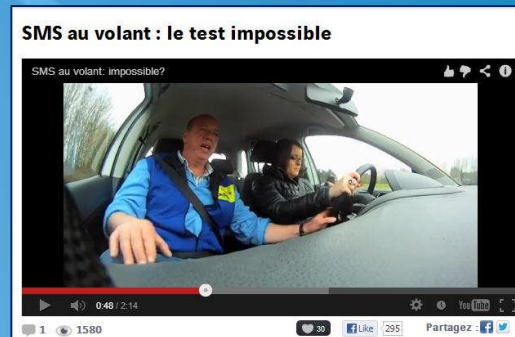 SMS au volant : le test impossible
SMS au volant: impossible?
0:48 / 2:14
YouTube
1 1580
30
Like 295
Partagez :